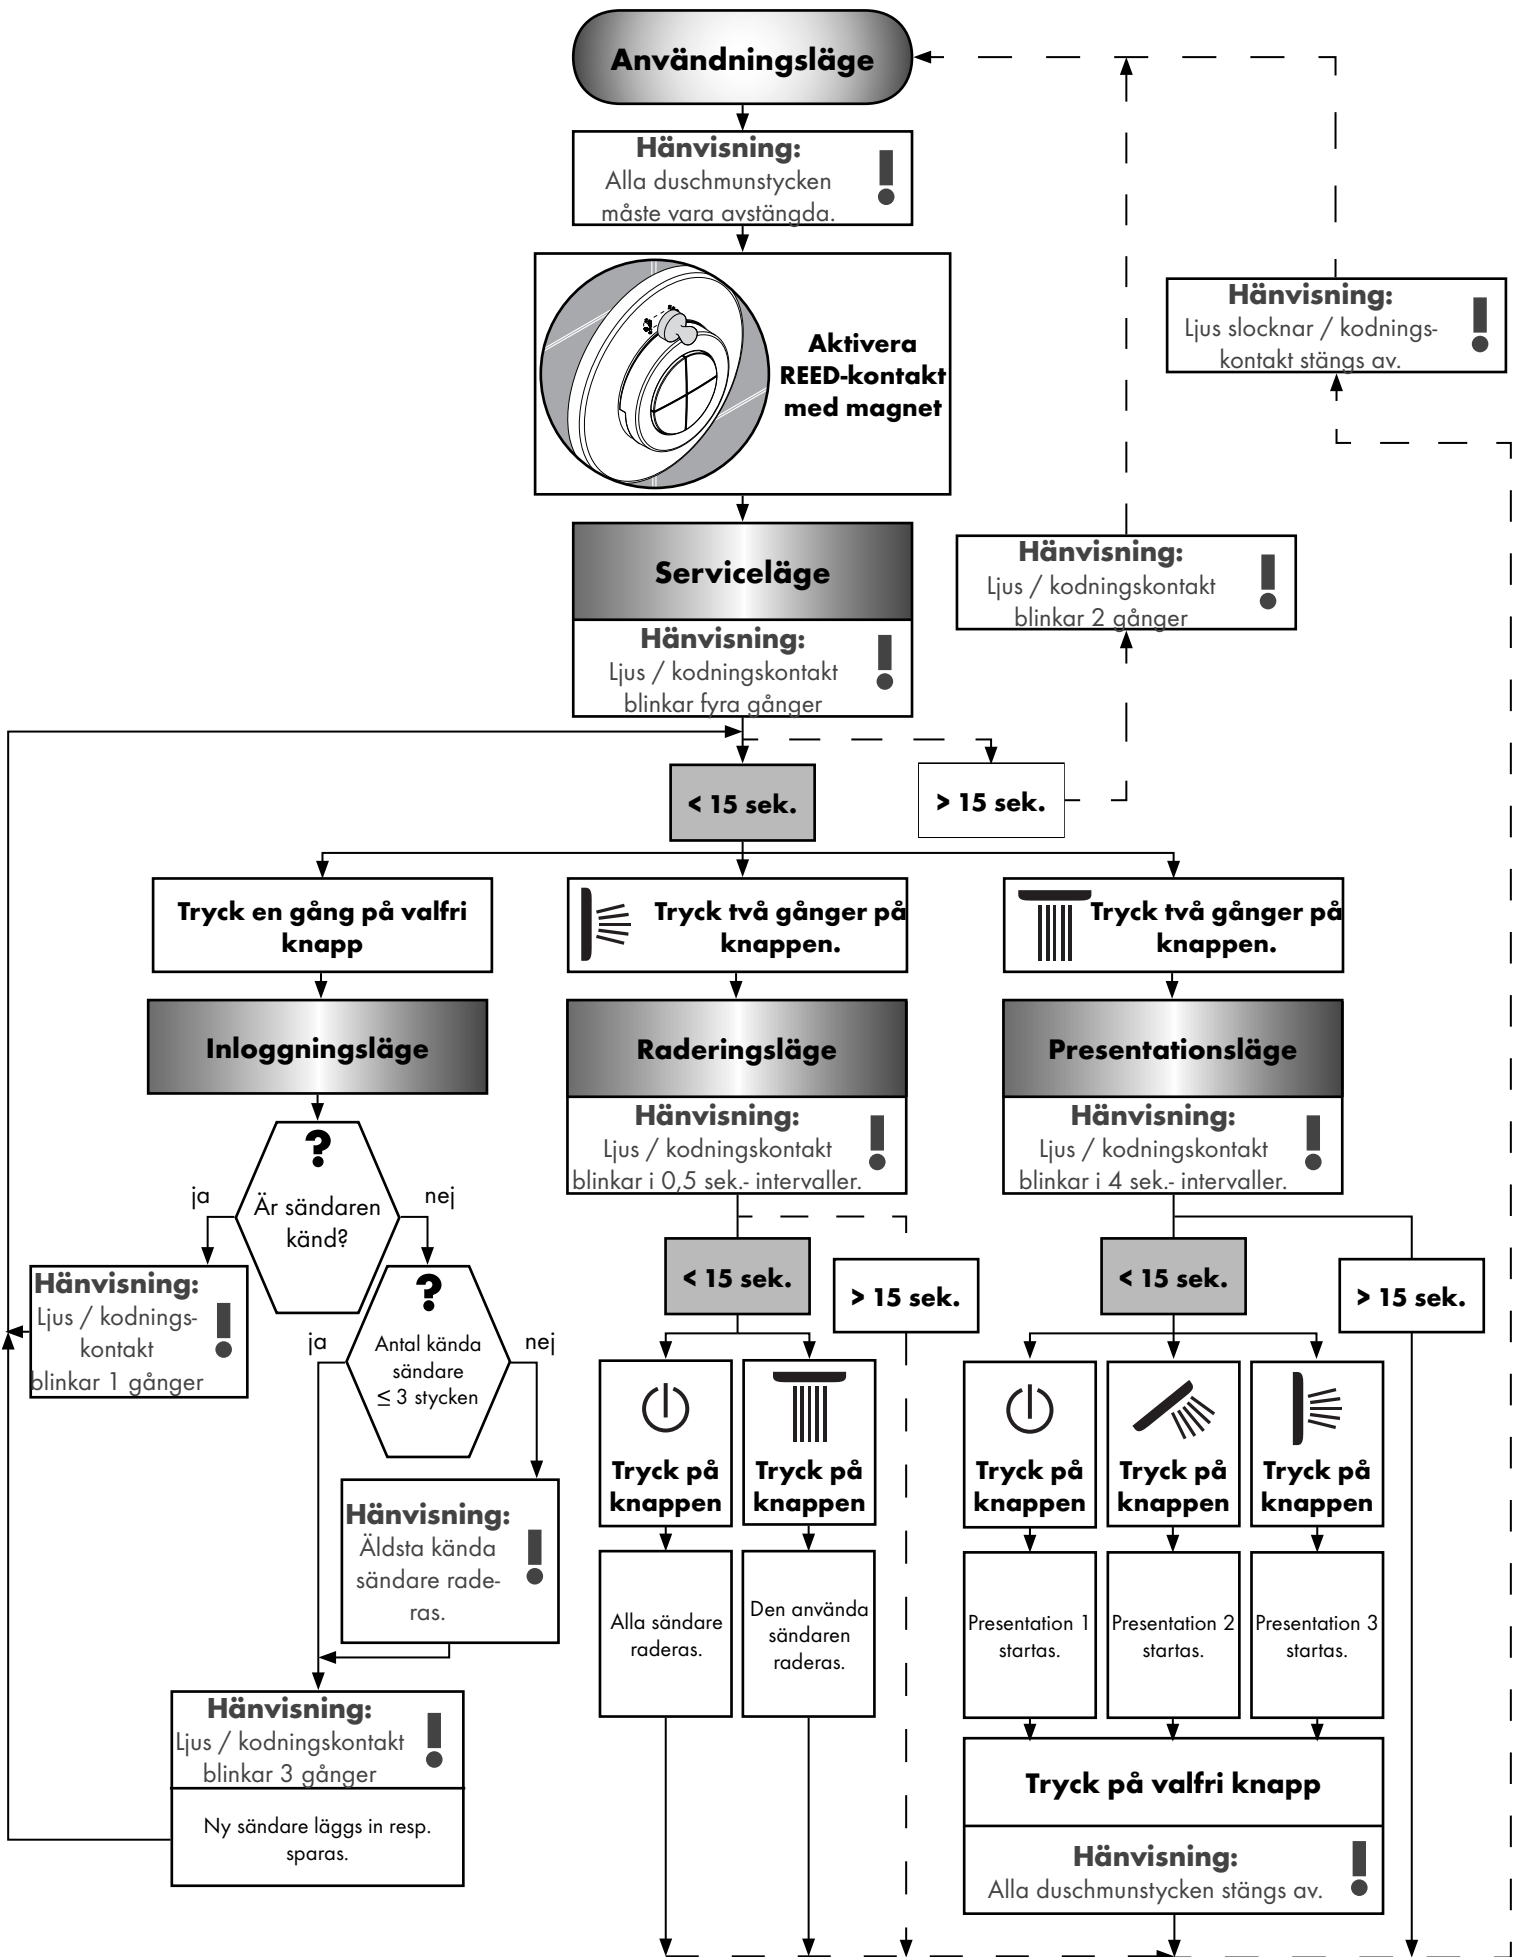 Användningsläge
Hänvisning:
Alla duschmunstycken
måste vara avstängda.
Aktivera
REED-kontakt
med magnet
Hänvisning:
Ljus slocknar / kodnings-
kontakt stängs av.
Serviceläge
Hänvisning:
Ljus / kodningskontakt
blinkar fyra gånger
Hänvisning:
Ljus / kodningskontakt
blinkar 2 gånger
< 15 sek.
> 15 sek.
Tryck en gång på valfri
knapp
Tryck två gånger på
knappen.
Tryck två gånger på
knappen.
Inloggningsläge
Raderingsläge
Hänvisning:
Ljus / kodningskontakt
blinkar i 0,5 sek.- intervaller.
Presentationsläge
Hänvisning:
Ljus / kodningskontakt
blinkar i 4 sek.- intervaller.
?
Är sändaren
känd?
ja
nej
Hänvisning:
Ljus / kodnings-
kontakt
blinkar 1 gånger
?
Antal kända
sändare
≤ 3 stycken
ja
nej
Hänvisning:
Äldsta kända
sändare rade-
ras.
Hänvisning:
Ljus / kodningskontakt
blinkar 3 gånger
Ny sändare läggs in resp.
sparas.
< 15 sek.
> 15 sek.
Tryck på
knappen
Tryck på
knappen
Alla sändare
raderas.
Den använda
sändaren
raderas.
< 15 sek.
> 15 sek.
Tryck på
knappen
Tryck på
knappen
Tryck på
knappen
Presentation 1
startas.
Presentation 2
startas.
Presentation 3
startas.
Tryck på valfri knapp
Hänvisning:
Alla duschmunstycken stängs av.